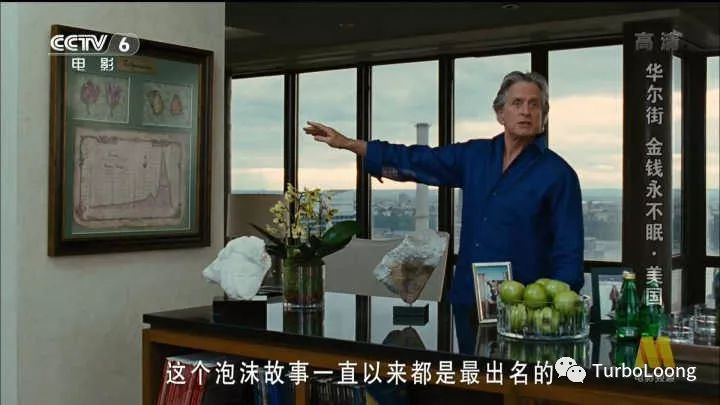 CCTV 6
电影
高清
华尔街 金钱永不眠·美国
这个泡沫故事一直以来都是最出名的
TurboLoong